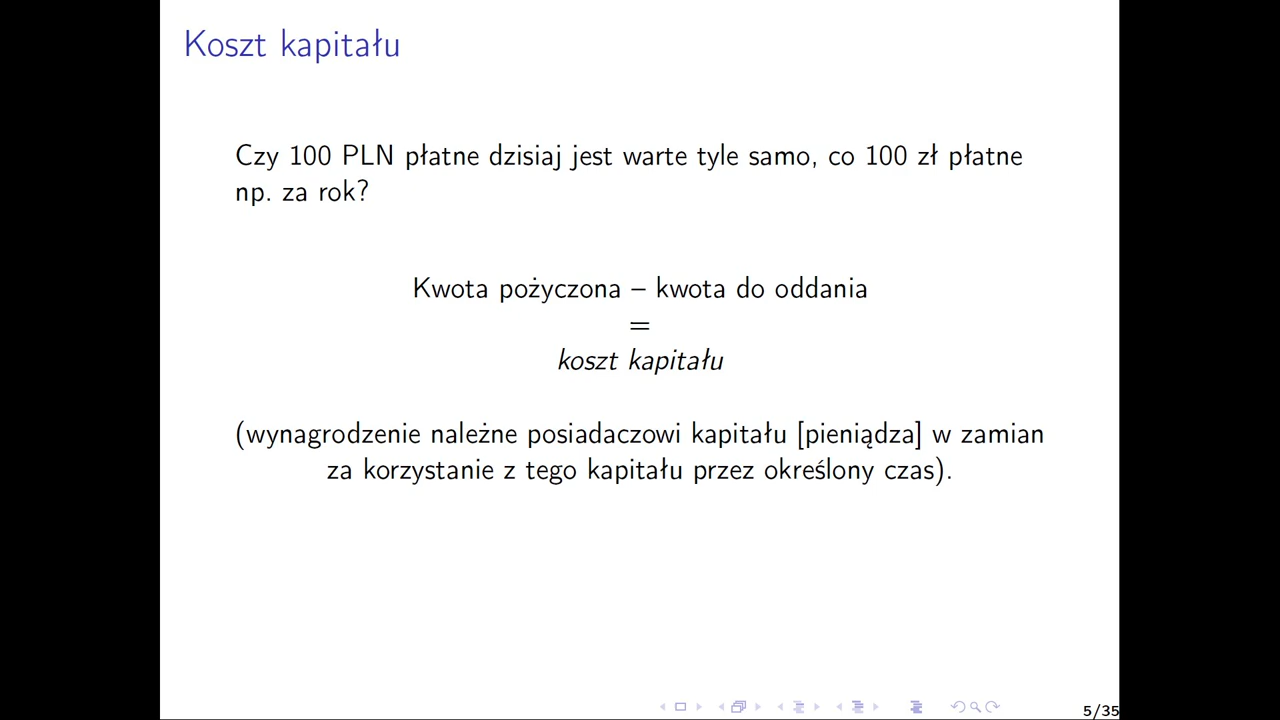 Koszt kapitału
Czy 100 PLN płatne dzisiaj jest warte tyle samo, co 100 zł płatne
np. za rok?
Kwota pożyczona – kwota do oddania
=
koszt kapitału
(wynagrodzenie należne posiadaczowi kapitału [pieniądza] w zamian
za korzystanie z tego kapitału przez określony czas).
5/35